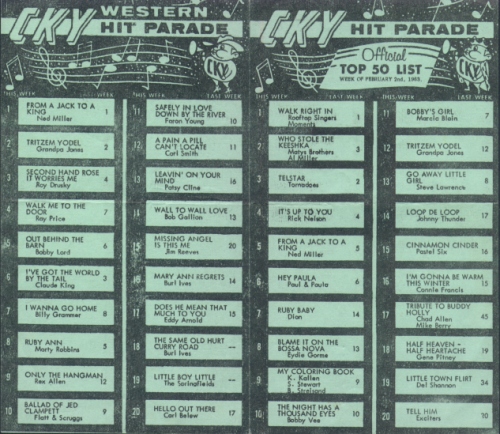 CKY WESTERN
HIT PARADE
CKY
THIS WEEK LAST WEEK THIS WEEK LAST WEEK
1 FROM A JACK TO A
KING 1
Ned Miller
2 TRITZEM YODEL
Grandpa Jones 2
3 SECOND HAND ROSE
IT WORRIES ME 4
Roy Drusky
4 WALK ME TO THE
DOOR 7
Ray Price
5 OUT BEHIND THE
BARN 6
Bobby Lord
6 I'VE GOT THE WORLD
BY THE TAIL 3
Claude King
7 I WANNA GO HOME
Billy Grammer 8
8 RUBY ANN
Marty Robbins 5
9 ONLY THE HANGMAN
Rex Allen 12
10 BALLAD OF JED
CLAMPETT 9
Flatt & Scruggs
11 SAFELY IN LOVE
DOWN BY THE RIVER
Faron Young 10
12 A PAIN A PILL
CAN'T LOCATE 11
Carl Smith
13 LEAVIN' ON YOUR
MIND 16
Patsy Cline
14 WALL TO WALL LOVE
Bob Gallion 13
15 MISSING ANGEL
IS THIS ME 20
Jim Reeves
16 MARY ANN REGRETS
Burl Ives 14
17 DOES HE MEAN THAT
MUCH TO YOU 15
Eddy Arnold
18 THE SAME OLD HURT
CURRY ROAD --
Burl Ives
19 LITTLE BOY LITTLE
The Springfields --
20 HELLO OUT THERE
Carl Belew 17
CKY HIT PARADE
Official
TOP 50 LIST
WEEK OF FEBRUARY 2nd, 1963.
CKY
THIS WEEK LAST WEEK THIS WEEK LAST WEEK
1 WALK RIGHT IN
Rooftop Singers 1
Moments
2 WHO STOLE THE
KEESHKA 2
Matys Brothers
Al Miller
3 TELSTAR
Tornadoes 3
4 IT'S UP TO YOU
Rick Nelson 4
5 FROM A JACK TO A
KING 5
Ned Miller
6 HEY PAULA
Paul & Paula 6
7 RUBY BABY
Dion 14
8 BLAME IT ON THE
BOSSA NOVA 13
Eydie Gorme
9 MY COLORING BOOK
K. Kallen
S. Stewart 9
B. Streisand
10 THE NIGHT HAS A
THOUSAND EYES 10
Bobby Vee
11 BOBBY'S GIRL
Marcie Blain 7
12 TRITZEM YODEL
Grandpa Jones 12
13 GO AWAY LITTLE
GIRL 8
Steve Lawrence
14 LOOP DE LOOP
Johnny Thunder 17
15 CINNAMON CINDER
Pastel Six 16
16 I'M GONNA BE WARM
THIS WINTER 15
Connie Francis
17 TRIBUTE TO BUDDY
HOLLY 45
Chad Allen
Mike Berry
18 HALF HEAVEN -
HALF HEARTACHE 19
Gene Pitney
19 LITTLE TOWN FLIRT
Del Shannon 34
20 TELL HIM
Exciters 20